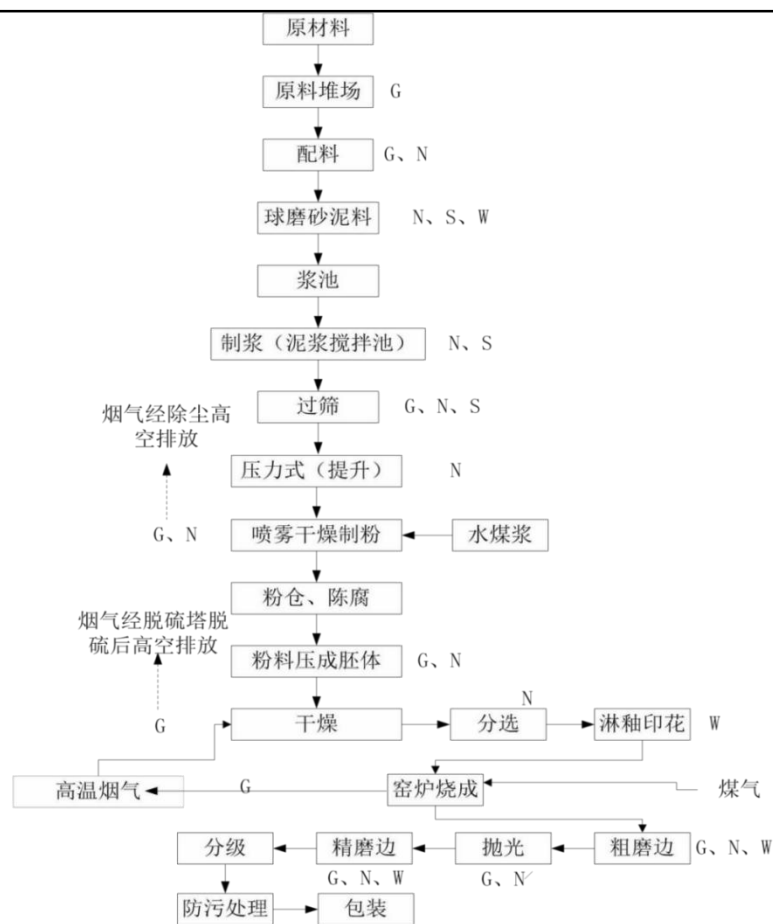 原材料
原料堆场 G
配料 G、N
球磨砂泥料 N、S、W
浆池
制浆（泥浆搅拌池） N、S
过筛 G、N、S
烟气经除尘高
空排放
压力式（提升） N
G、N
喷雾干燥制粉
水煤浆
粉仓、陈腐
烟气经脱硫塔脱
硫后高空排放
粉料压成胚体 G、N
G
干燥
N
分选
淋釉印花 W
高温烟气
G
窑炉烧成
煤气
分级
精磨边
抛光
粗磨边 G、N、W
G、N、W
G、N
防污处理
包装